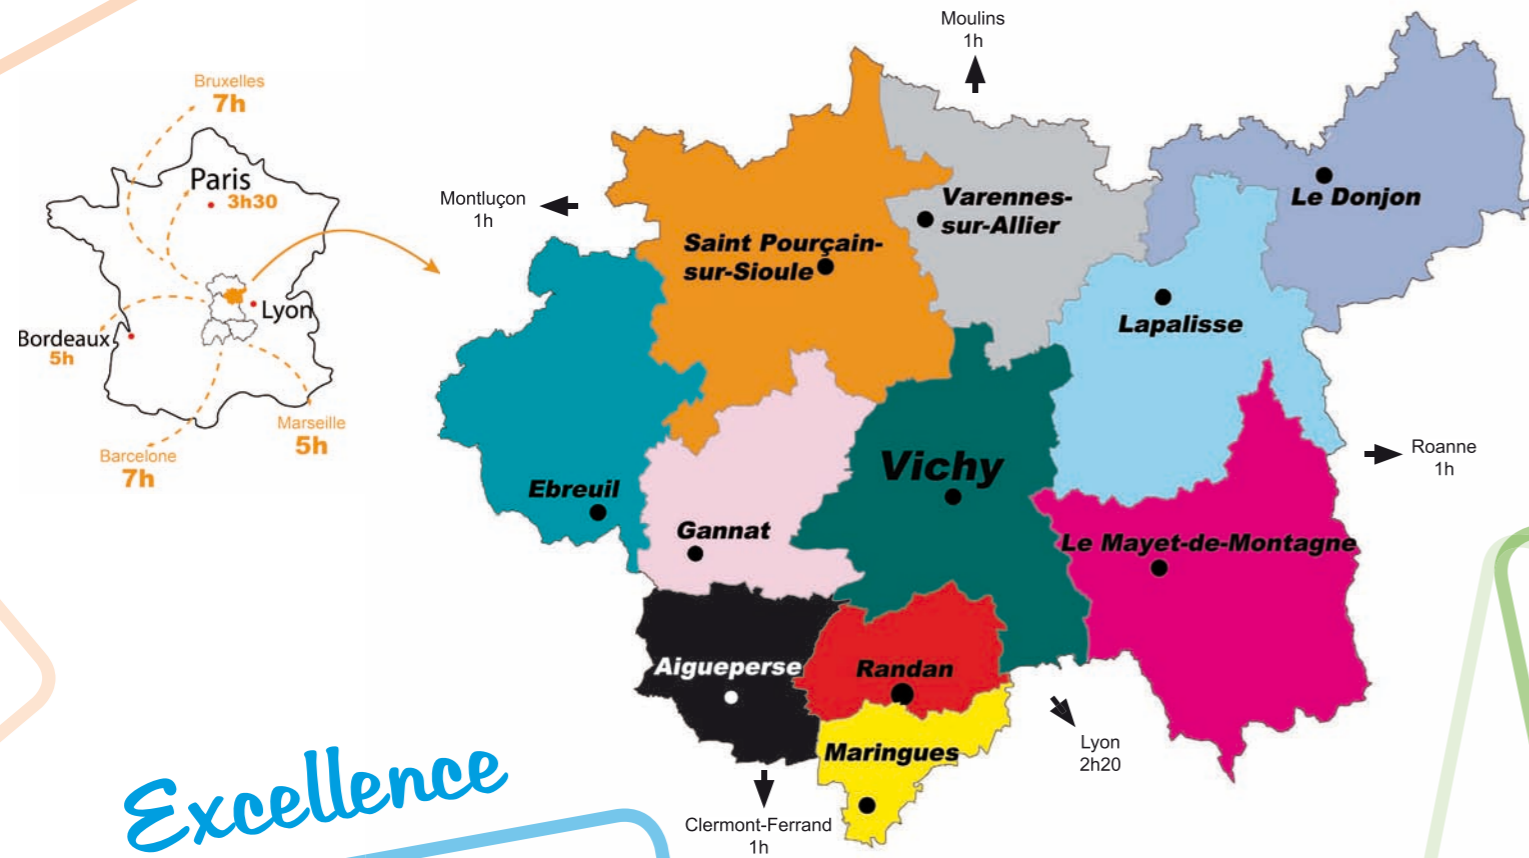 Bruxelles
7h
Paris
3h30
Lyon
Bordeaux
5h
Marseille
5h
Barcelone
7h
Moulins
1h
Montluçon
1h
Saint Pourçain-
sur-Sioule
Varennes-
sur-Allier
Le Donjon
Lapalisse
Roanne
1h
Vichy
Ebreuil
Gannat
Le Mayet-de-Montagne
Aigueperse
Randan
Maringues
Lyon
2h20
Clermont-Ferrand
1h
Excellence